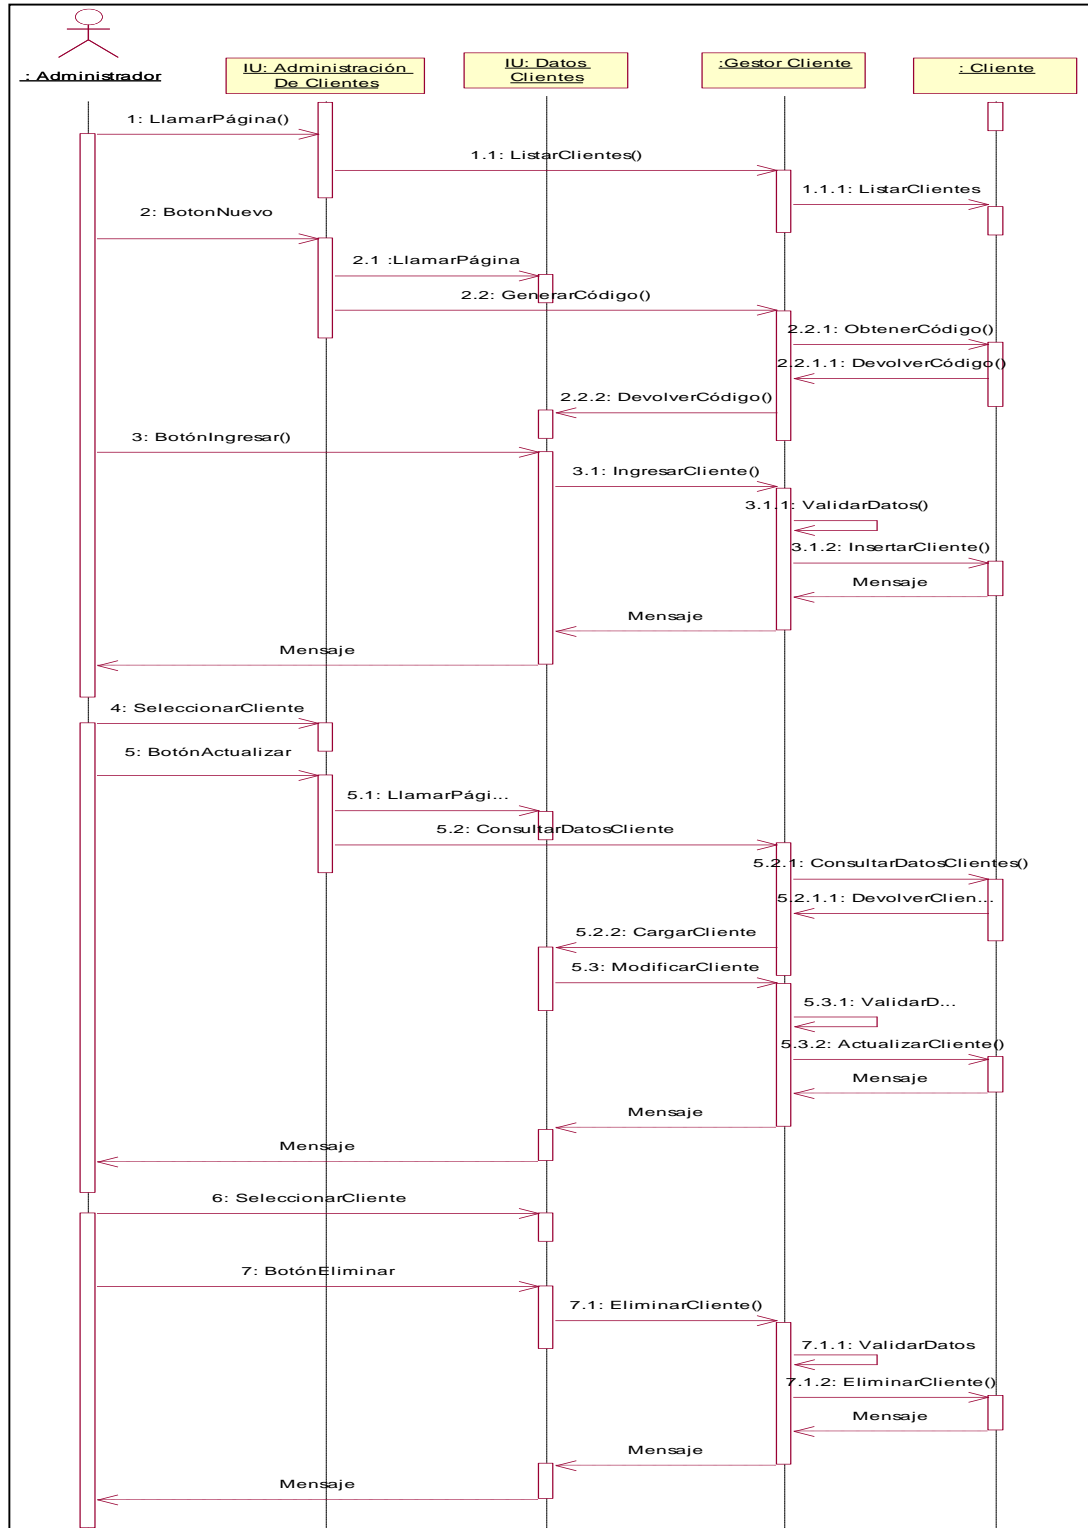 : Administrador
IU: Administración
De Clientes
IU: Datos
Clientes
:Gestor Cliente
: Cliente
1: LlamarPágina()
1.1: ListarClientes()
1.1.1: ListarClientes
2: BotonNuevo
2.1 :LlamarPágina
2.2: GenerarCódigo()
2.2.1: ObtenerCódigo()
2.2.1.1: DevolverCódigo()
2.2.2: DevolverCódigo()
3: BotónIngresar()
3.1: IngresarCliente()
3.1.1: ValidarDatos()
3.1.2: InsertarCliente()
Mensaje
Mensaje
Mensaje
4: SeleccionarCliente
5: BotónActualizar
5.1: LlamarPági...
5.2: ConsultarDatosCliente
5.2.1: ConsultarDatosClientes()
5.2.1.1: DevolverClien...
5.2.2: CargarCliente
5.3: ModificarCliente
5.3.1: ValidarD...
5.3.2: ActualizarCliente()
Mensaje
Mensaje
Mensaje
6: SeleccionarCliente
7: BotónEliminar
7.1: EliminarCliente()
7.1.1: ValidarDatos
7.1.2: EliminarCliente()
Mensaje
Mensaje
Mensaje